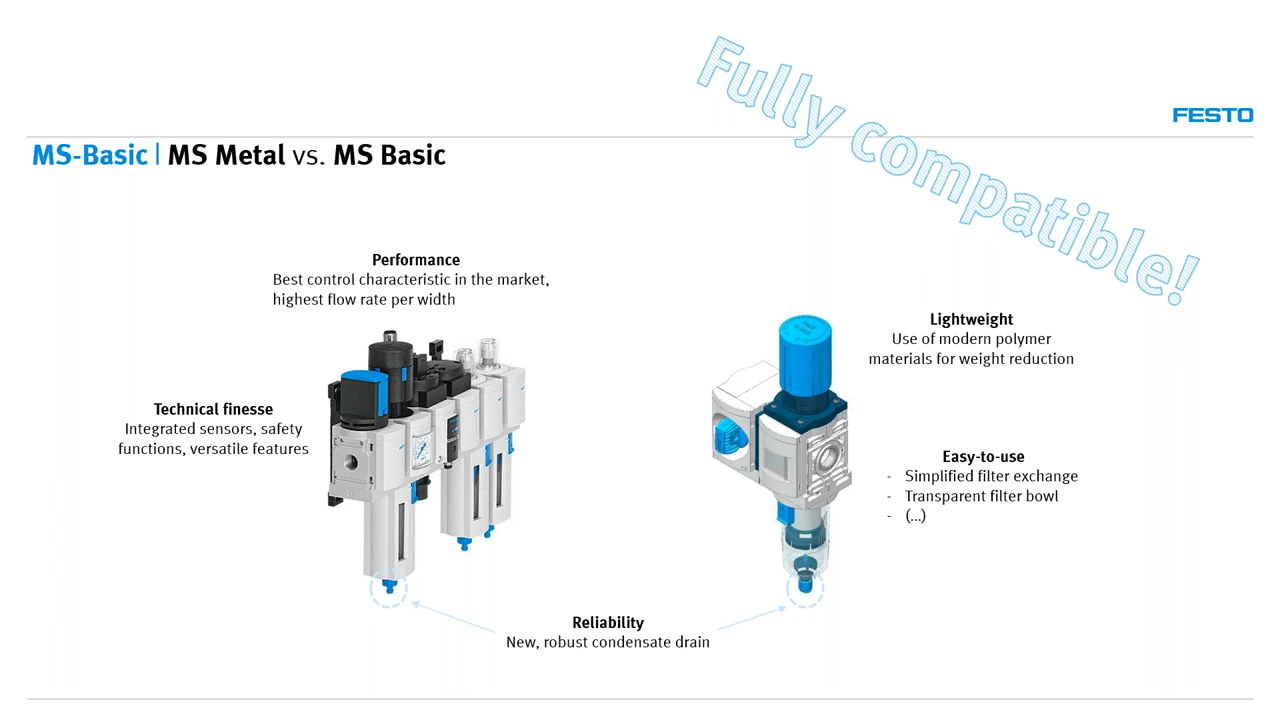 Fully compatible!
FESTO
MS-Basic | MS Metal vs. MS Basic
Performance
Best control characteristic in the market,
highest flow rate per width
Technical finesse
Integrated sensors, safety
functions, versatile features
Lightweight
Use of modern polymer
materials for weight reduction
Easy-to-use
- Simplified filter exchange
- Transparent filter bowl
- (...)
Reliability
New, robust condensate drain